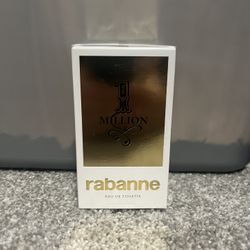 1
MILLION
rabanne
EAU DE TOILETTE